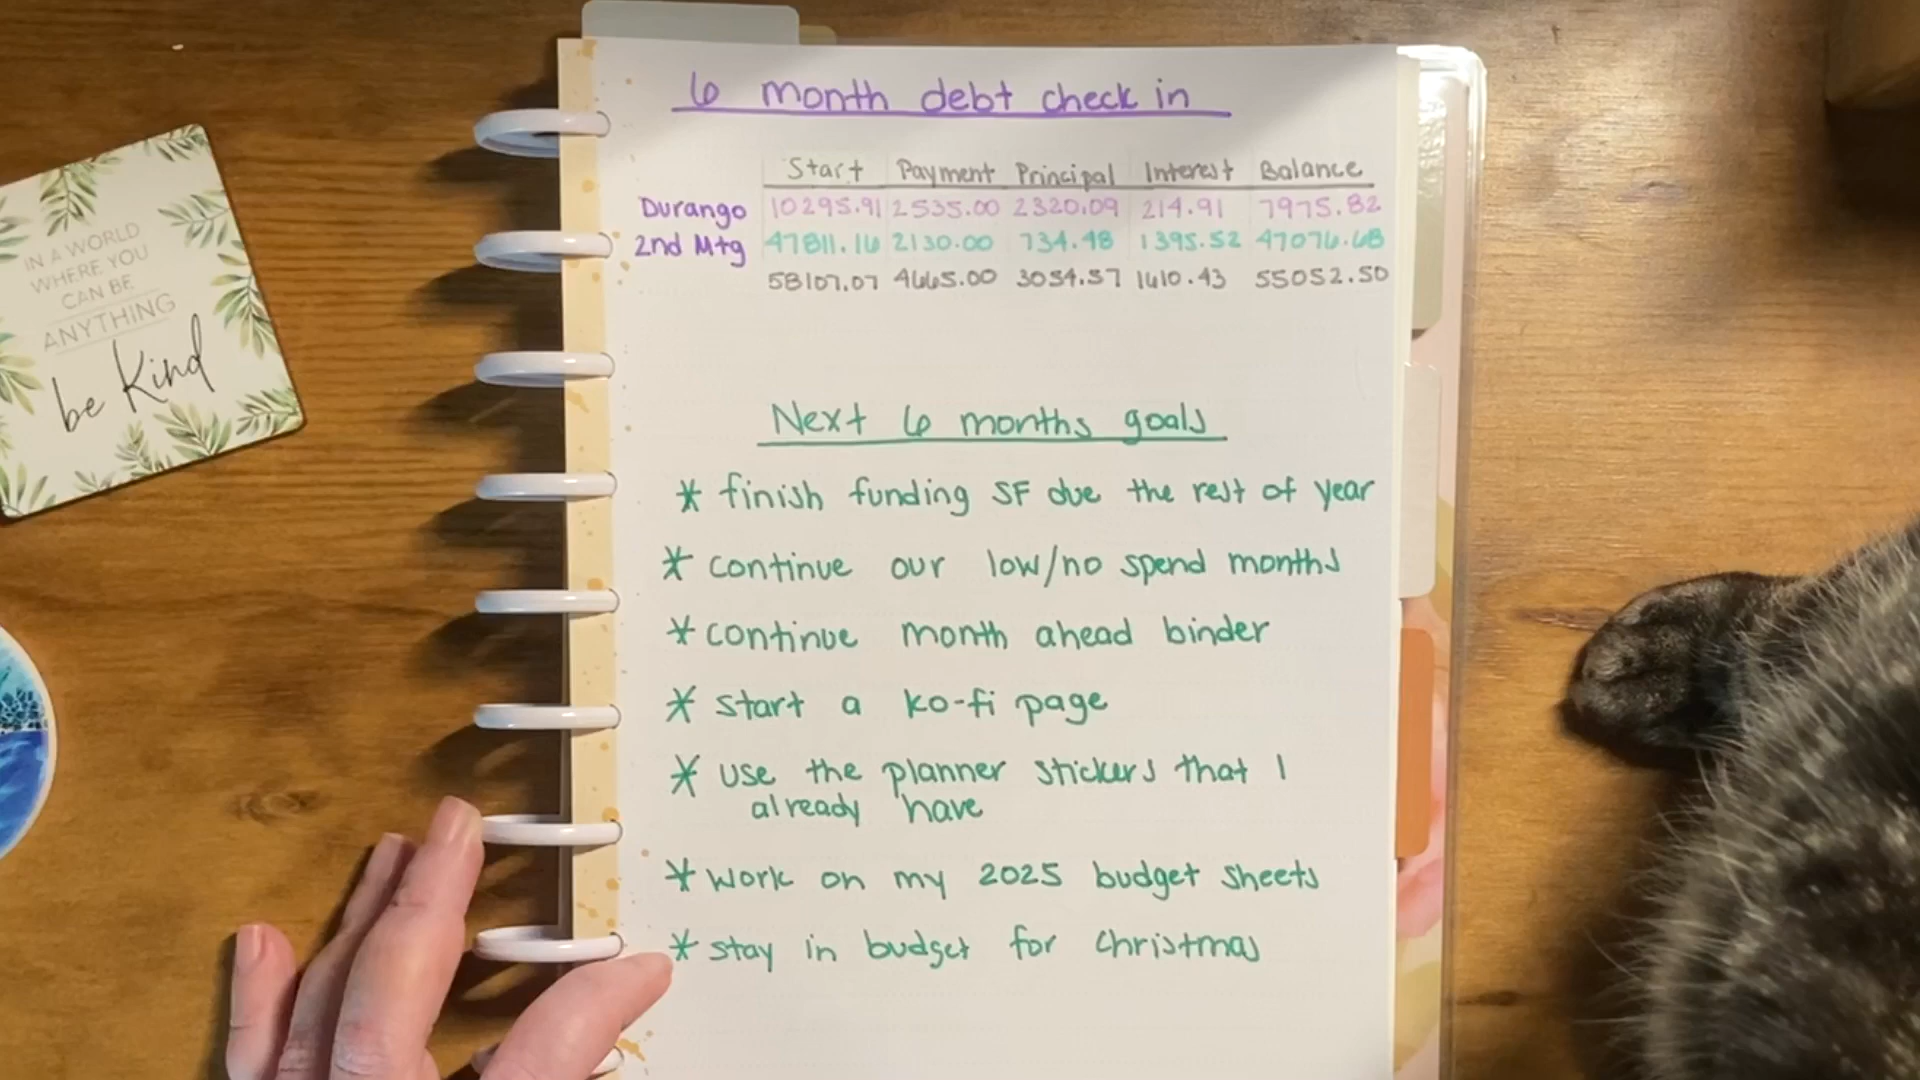 6 month debt check in
Start Payment Principal Interest Balance
Durango 10295.91 2535.00 2320.09 214.91 7975.82
2nd Mtg 47811.16 2130.00 734.48 1395.52 47076.68
58107.07 4665.00 3054.57 1610.43 55052.50
Next 6 months goals
* finish funding SF due the rest of year
* continue our low/no spend months
* continue month ahead binder
* start a ko-fi page
* use the planner stickers that I
already have
* work on my 2025 budget sheets
* stay in budget for Christmas
IN A WORLD
WHERE YOU
CAN BE
ANYTHING
be Kind